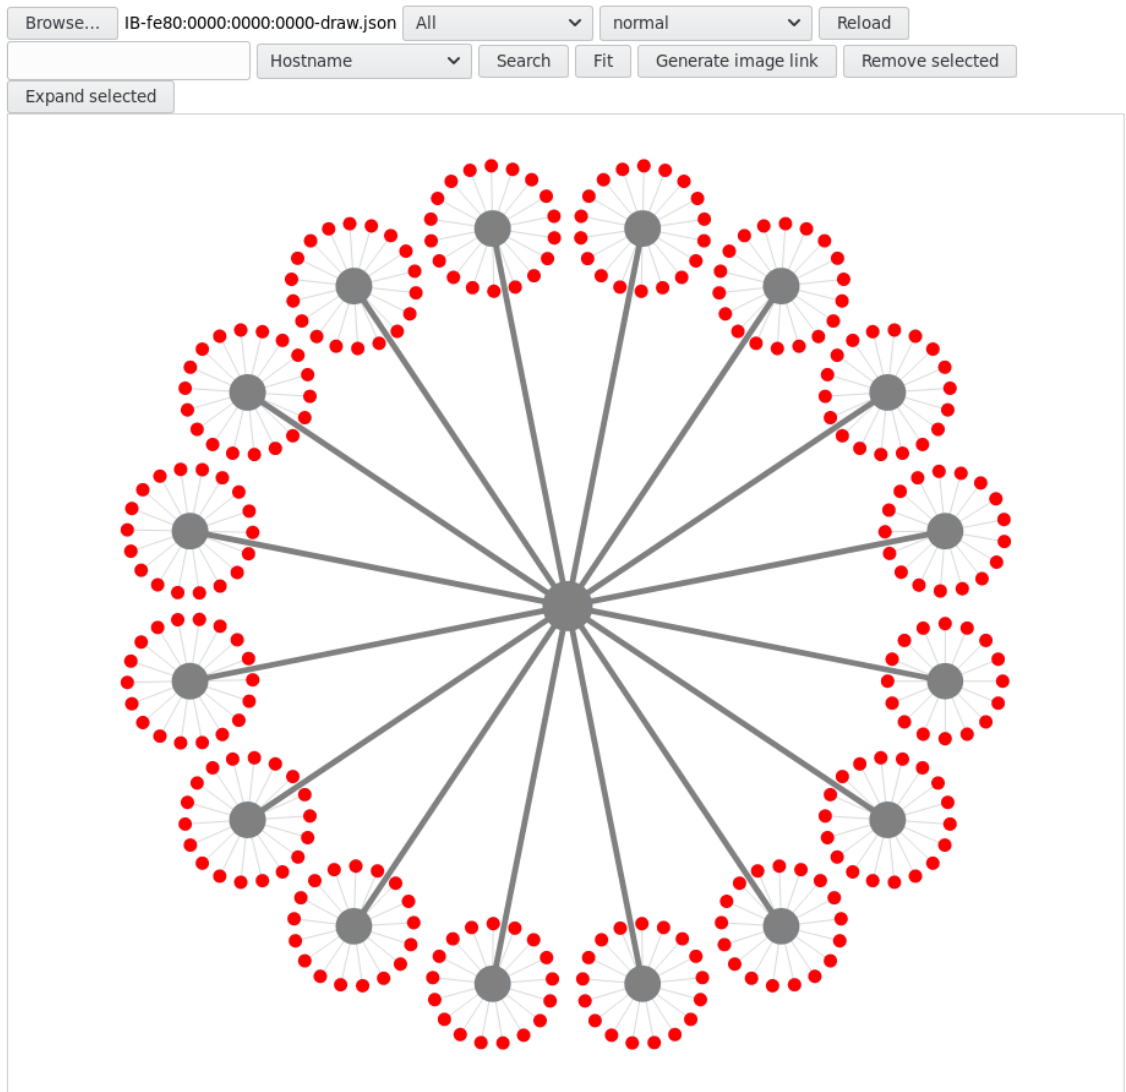 Browse... IB-fe80:0000:0000:0000-draw.json All normal Reload
Hostname Search Fit Generate image link Remove selected
Expand selected